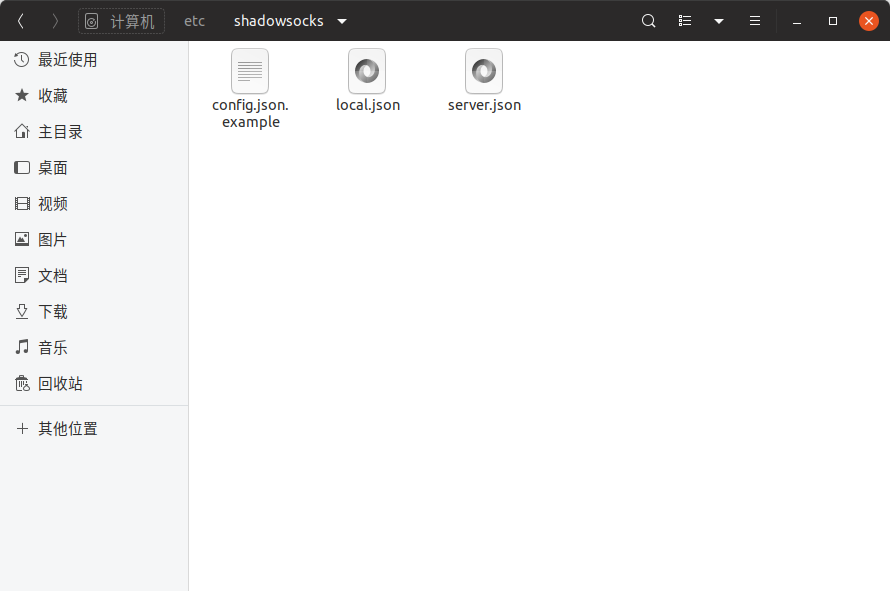 计算机
etc
shadowsocks
最近使用
收藏
主目录
桌面
视频
图片
文档
下载
音乐
回收站
其他位置
config.json.
example
local.json
server.json